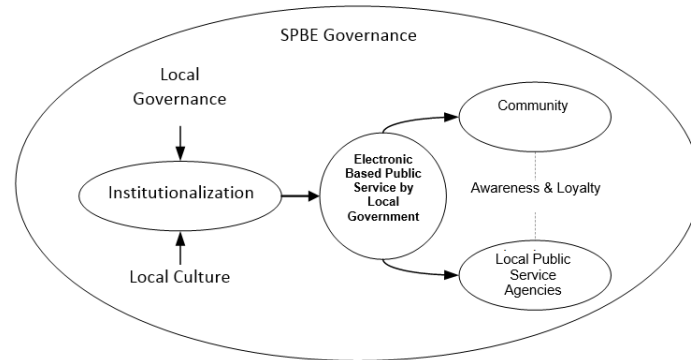 SPBE Governance
Local
Governance
Institutionalization
Local Culture
Electronic
Based Public
Service by
Local
Government
Community
Awareness & Loyalty
Local Public
Service
Agencies